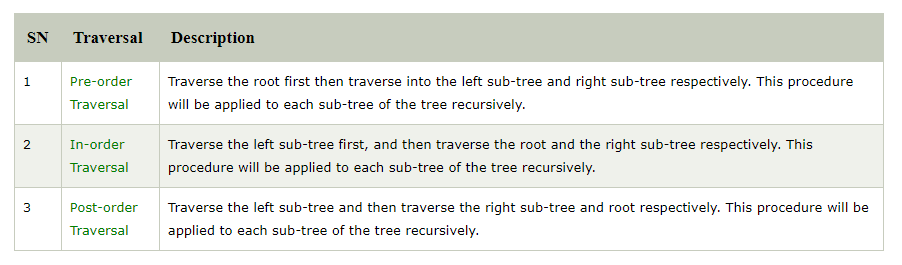 SN Traversal Description
1 Pre-order Traverse the root first then traverse into the left sub-tree and right sub-tree respectively. This procedure
Traversal will be applied to each sub-tree of the tree recursively.
2 In-order Traverse the left sub-tree first, and then traverse the root and the right sub-tree respectively. This
Traversal procedure will be applied to each sub-tree of the tree recursively.
3 Post-order Traverse the left sub-tree and then traverse the right sub-tree and root respectively. This procedure will be
Traversal applied to each sub-tree of the tree recursively.